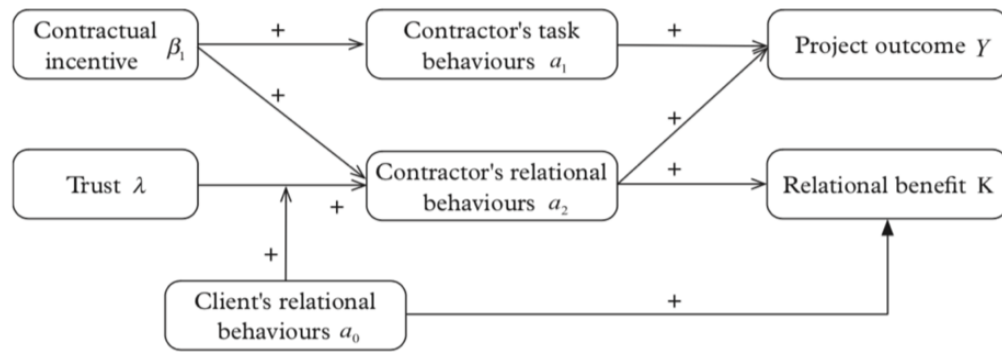 Contractual
incentive β₁
+
Contractor's task
behaviours a₁
+
Project outcome Y
+
+
Trust λ
+
Contractor's relational
behaviours a₂
+
Relational benefit K
+
Client's relational
behaviours a₀
+